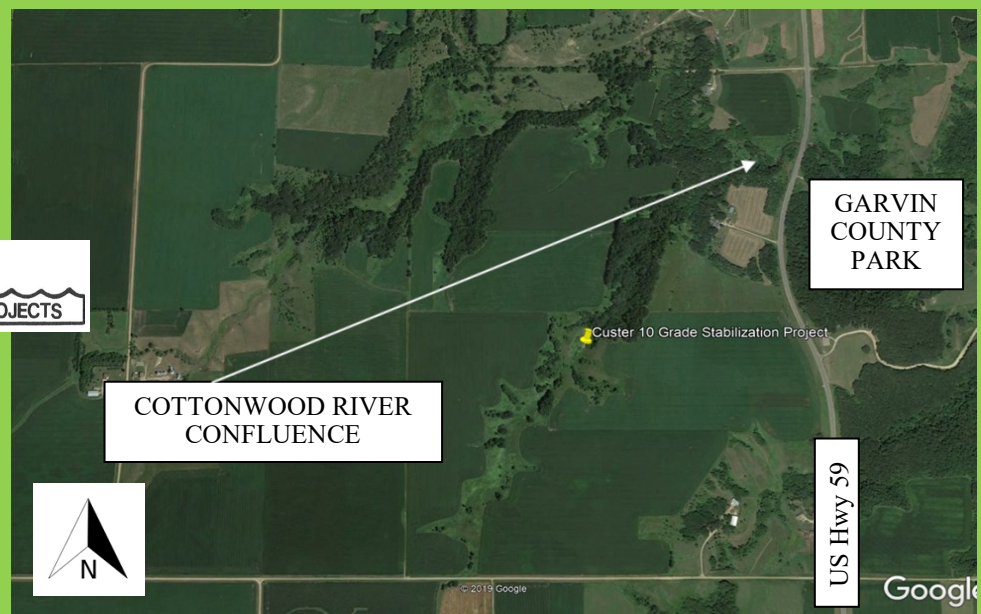 GARVIN
COUNTY
PARK
OJECTS
Custer 10 Grade Stabilization Project
COTTONWOOD RIVER
CONFLUENCE
US Hwy 59
N
© 2019 Google
Google